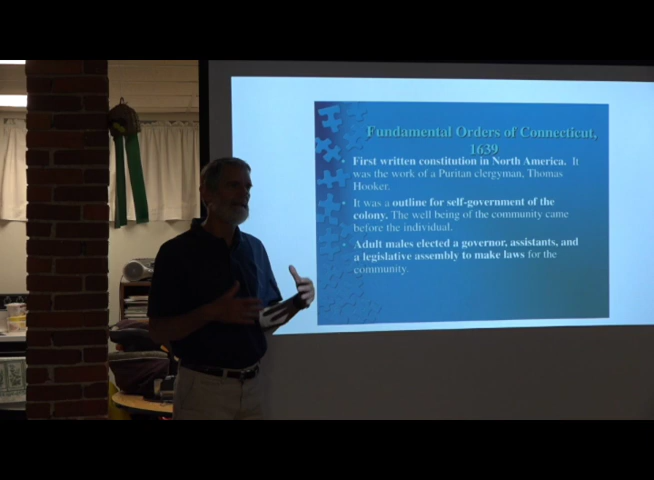 Fundamental Orders of Connecticut,
1639
• First written constitution in North America. It
was the work of a Puritan clergyman, Thomas
Hooker.
• It was a outline for self-government of the
colony. The well being of the community came
before the individual.
• Adult males elected a governor, assistants, and
a legislative assembly to make laws for the
community.